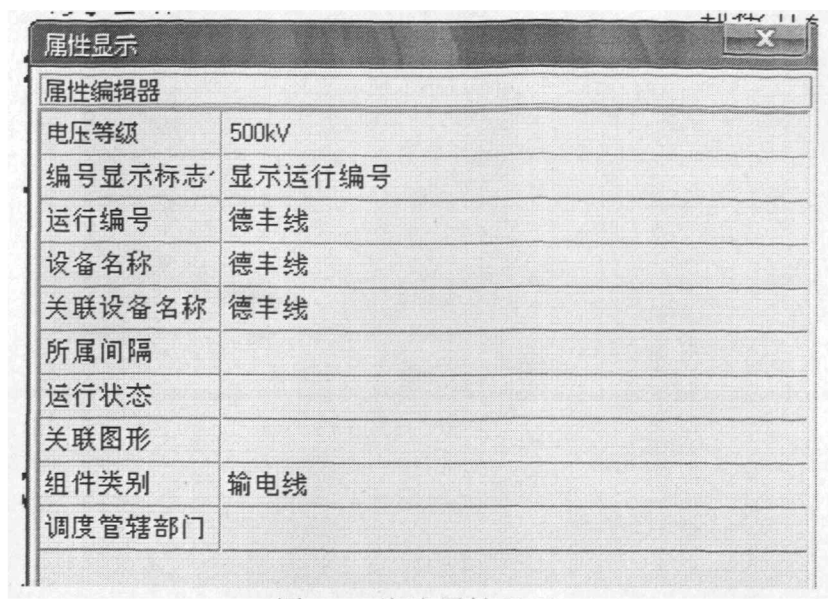 属性显示
属性编辑器
电压等级 500kV
编号显示标志 显示运行编号
运行编号 德丰线
设备名称 德丰线
关联设备名称 德丰线
所属间隔
运行状态
关联图形
组件类别 输电线
调度管辖部门